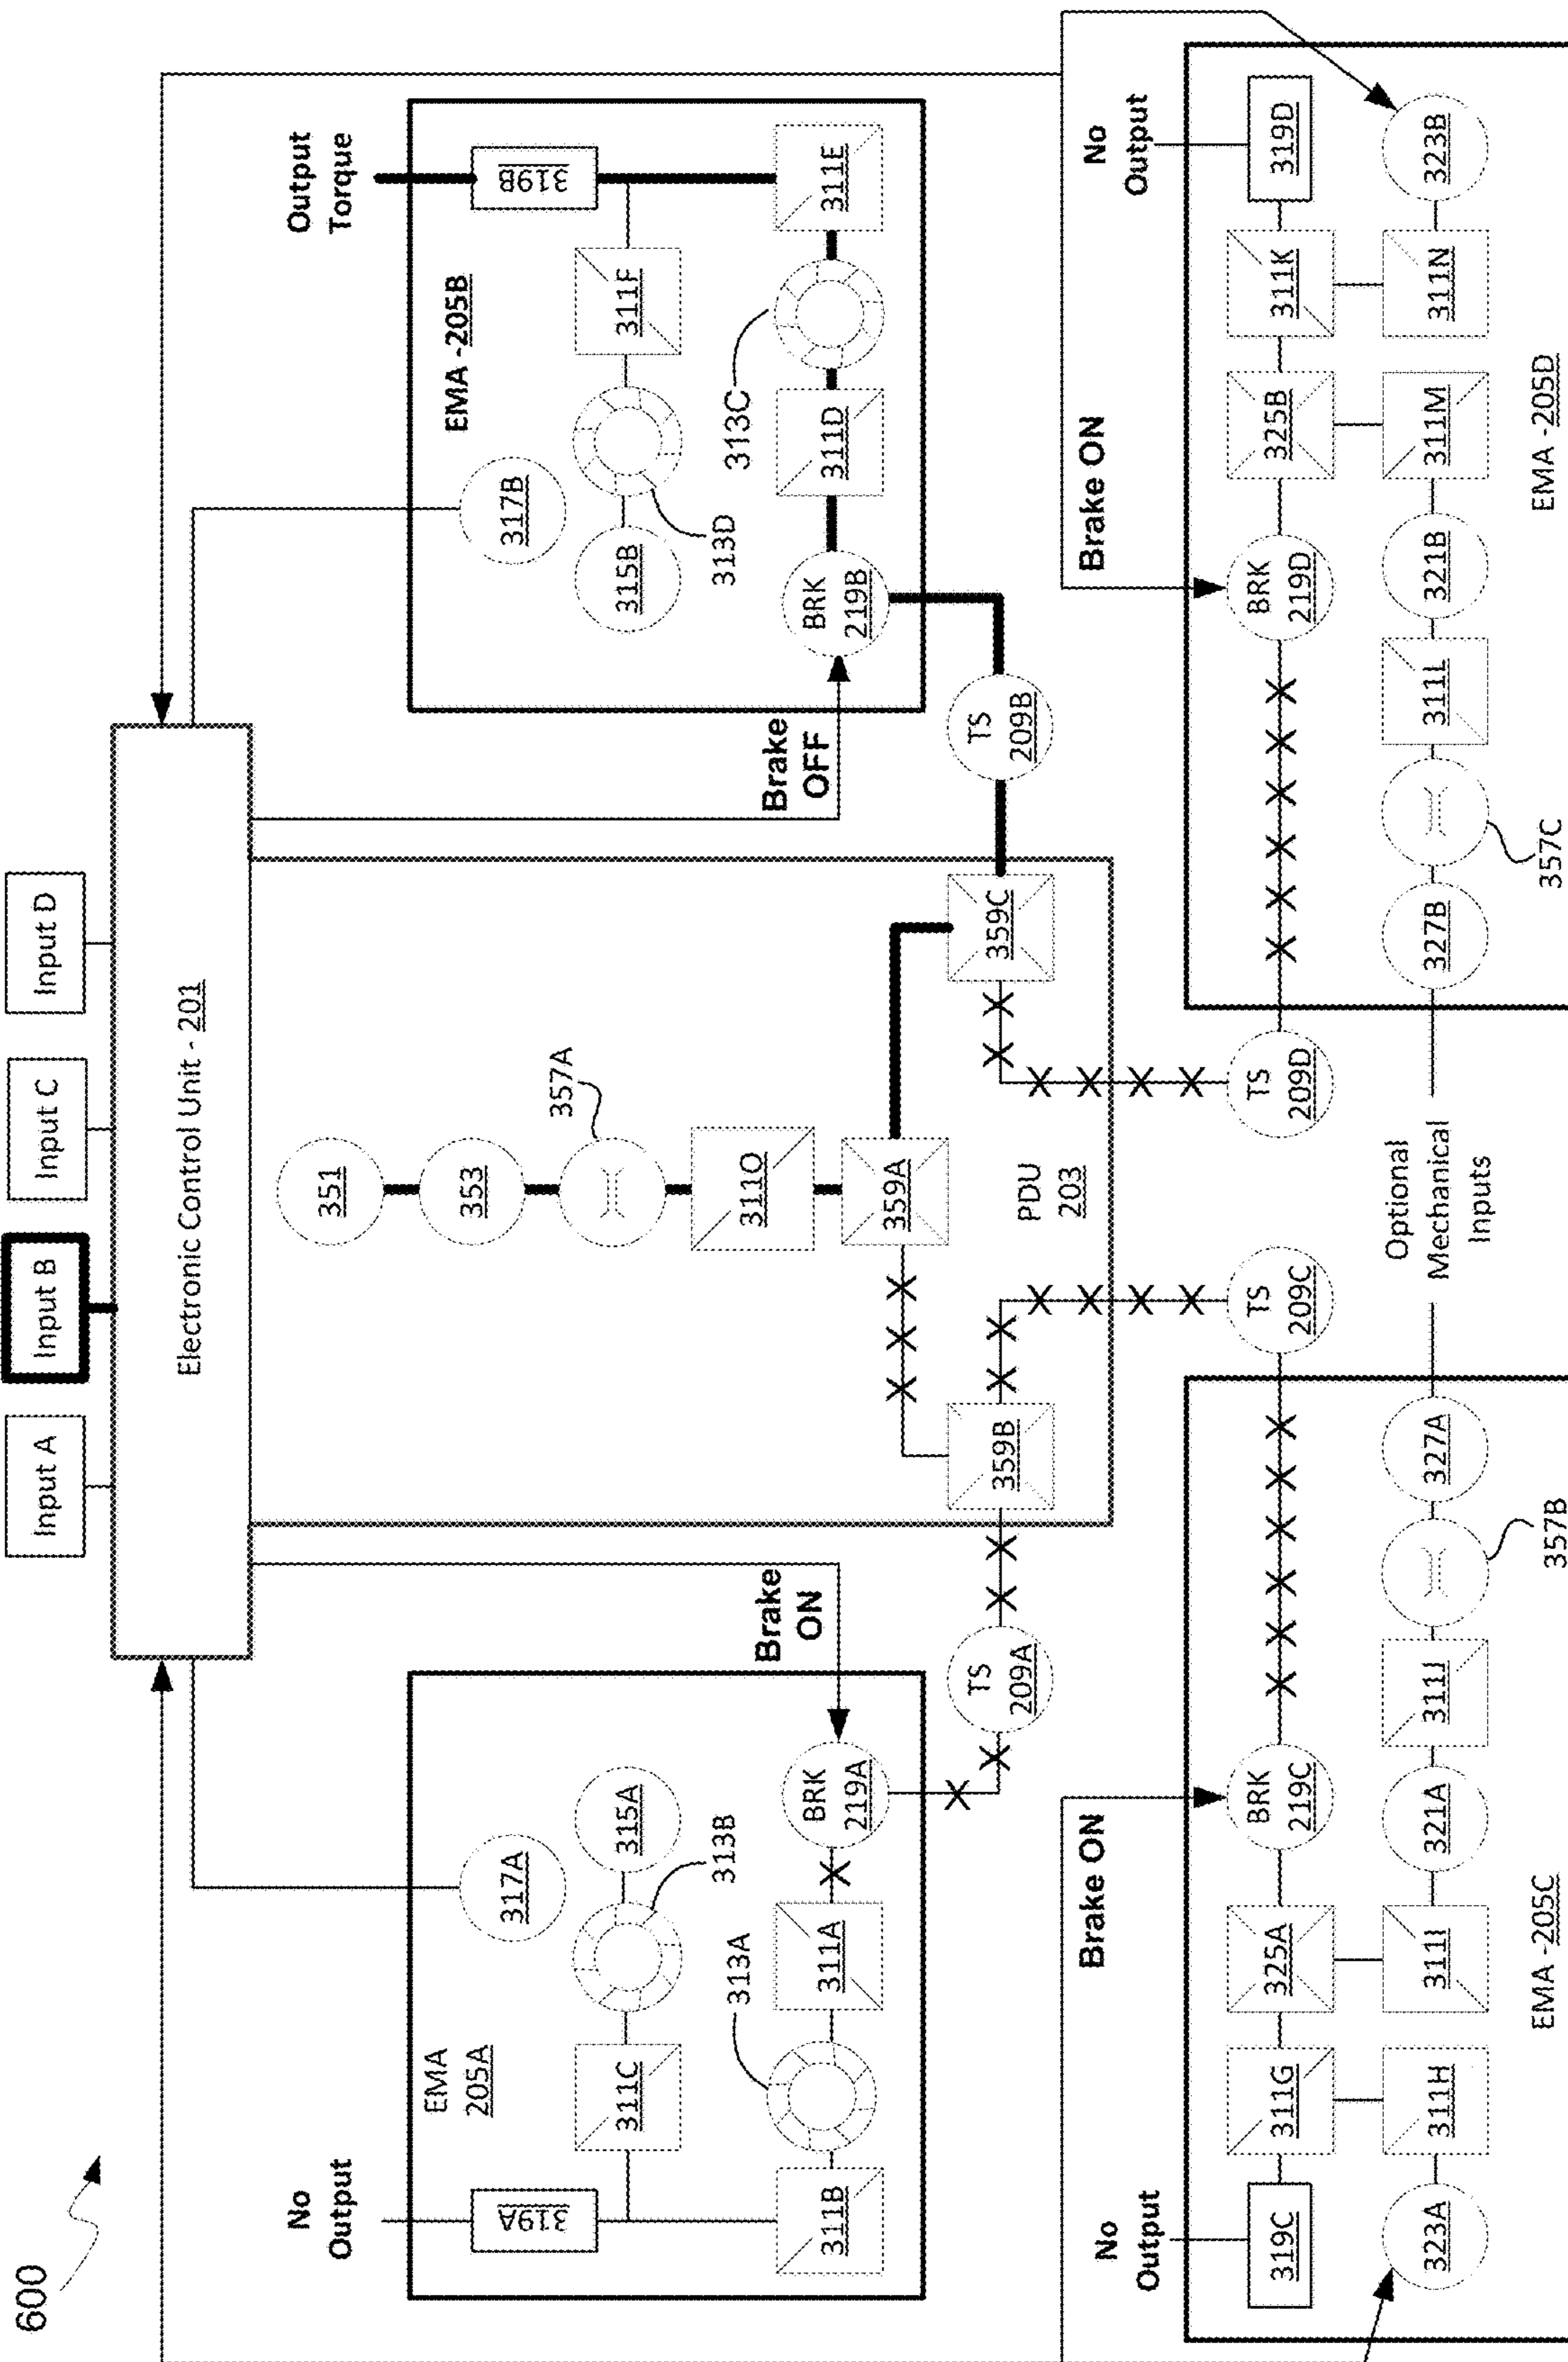 600
Input A
Input B
Input C
Input D
Electronic Control Unit - 201
No
Output
319A
311B
311C
EMA
205A
313A
313B
317A
315A
311A
BRK
219A
Brake
ON
TS
209A
351
353
357A
311O
359A
359B
359C
PDU
203
Brake
OFF
TS
209B
EMA -205B
317B
315B
313D
311F
BRK
219B
311D
313C
311E
319B
Output
Torque
No
Output
319C
311G
325A
BRK
219C
Brake ON
323A
311H
311I
321A
311J
357B
327A
EMA -205C
TS
209C
Optional
Mechanical
Inputs
TS
209D
Brake ON
BRK
219D
325B
311K
319D
No
Output
327B
357C
311L
321B
311M
311N
323B
EMA -205D